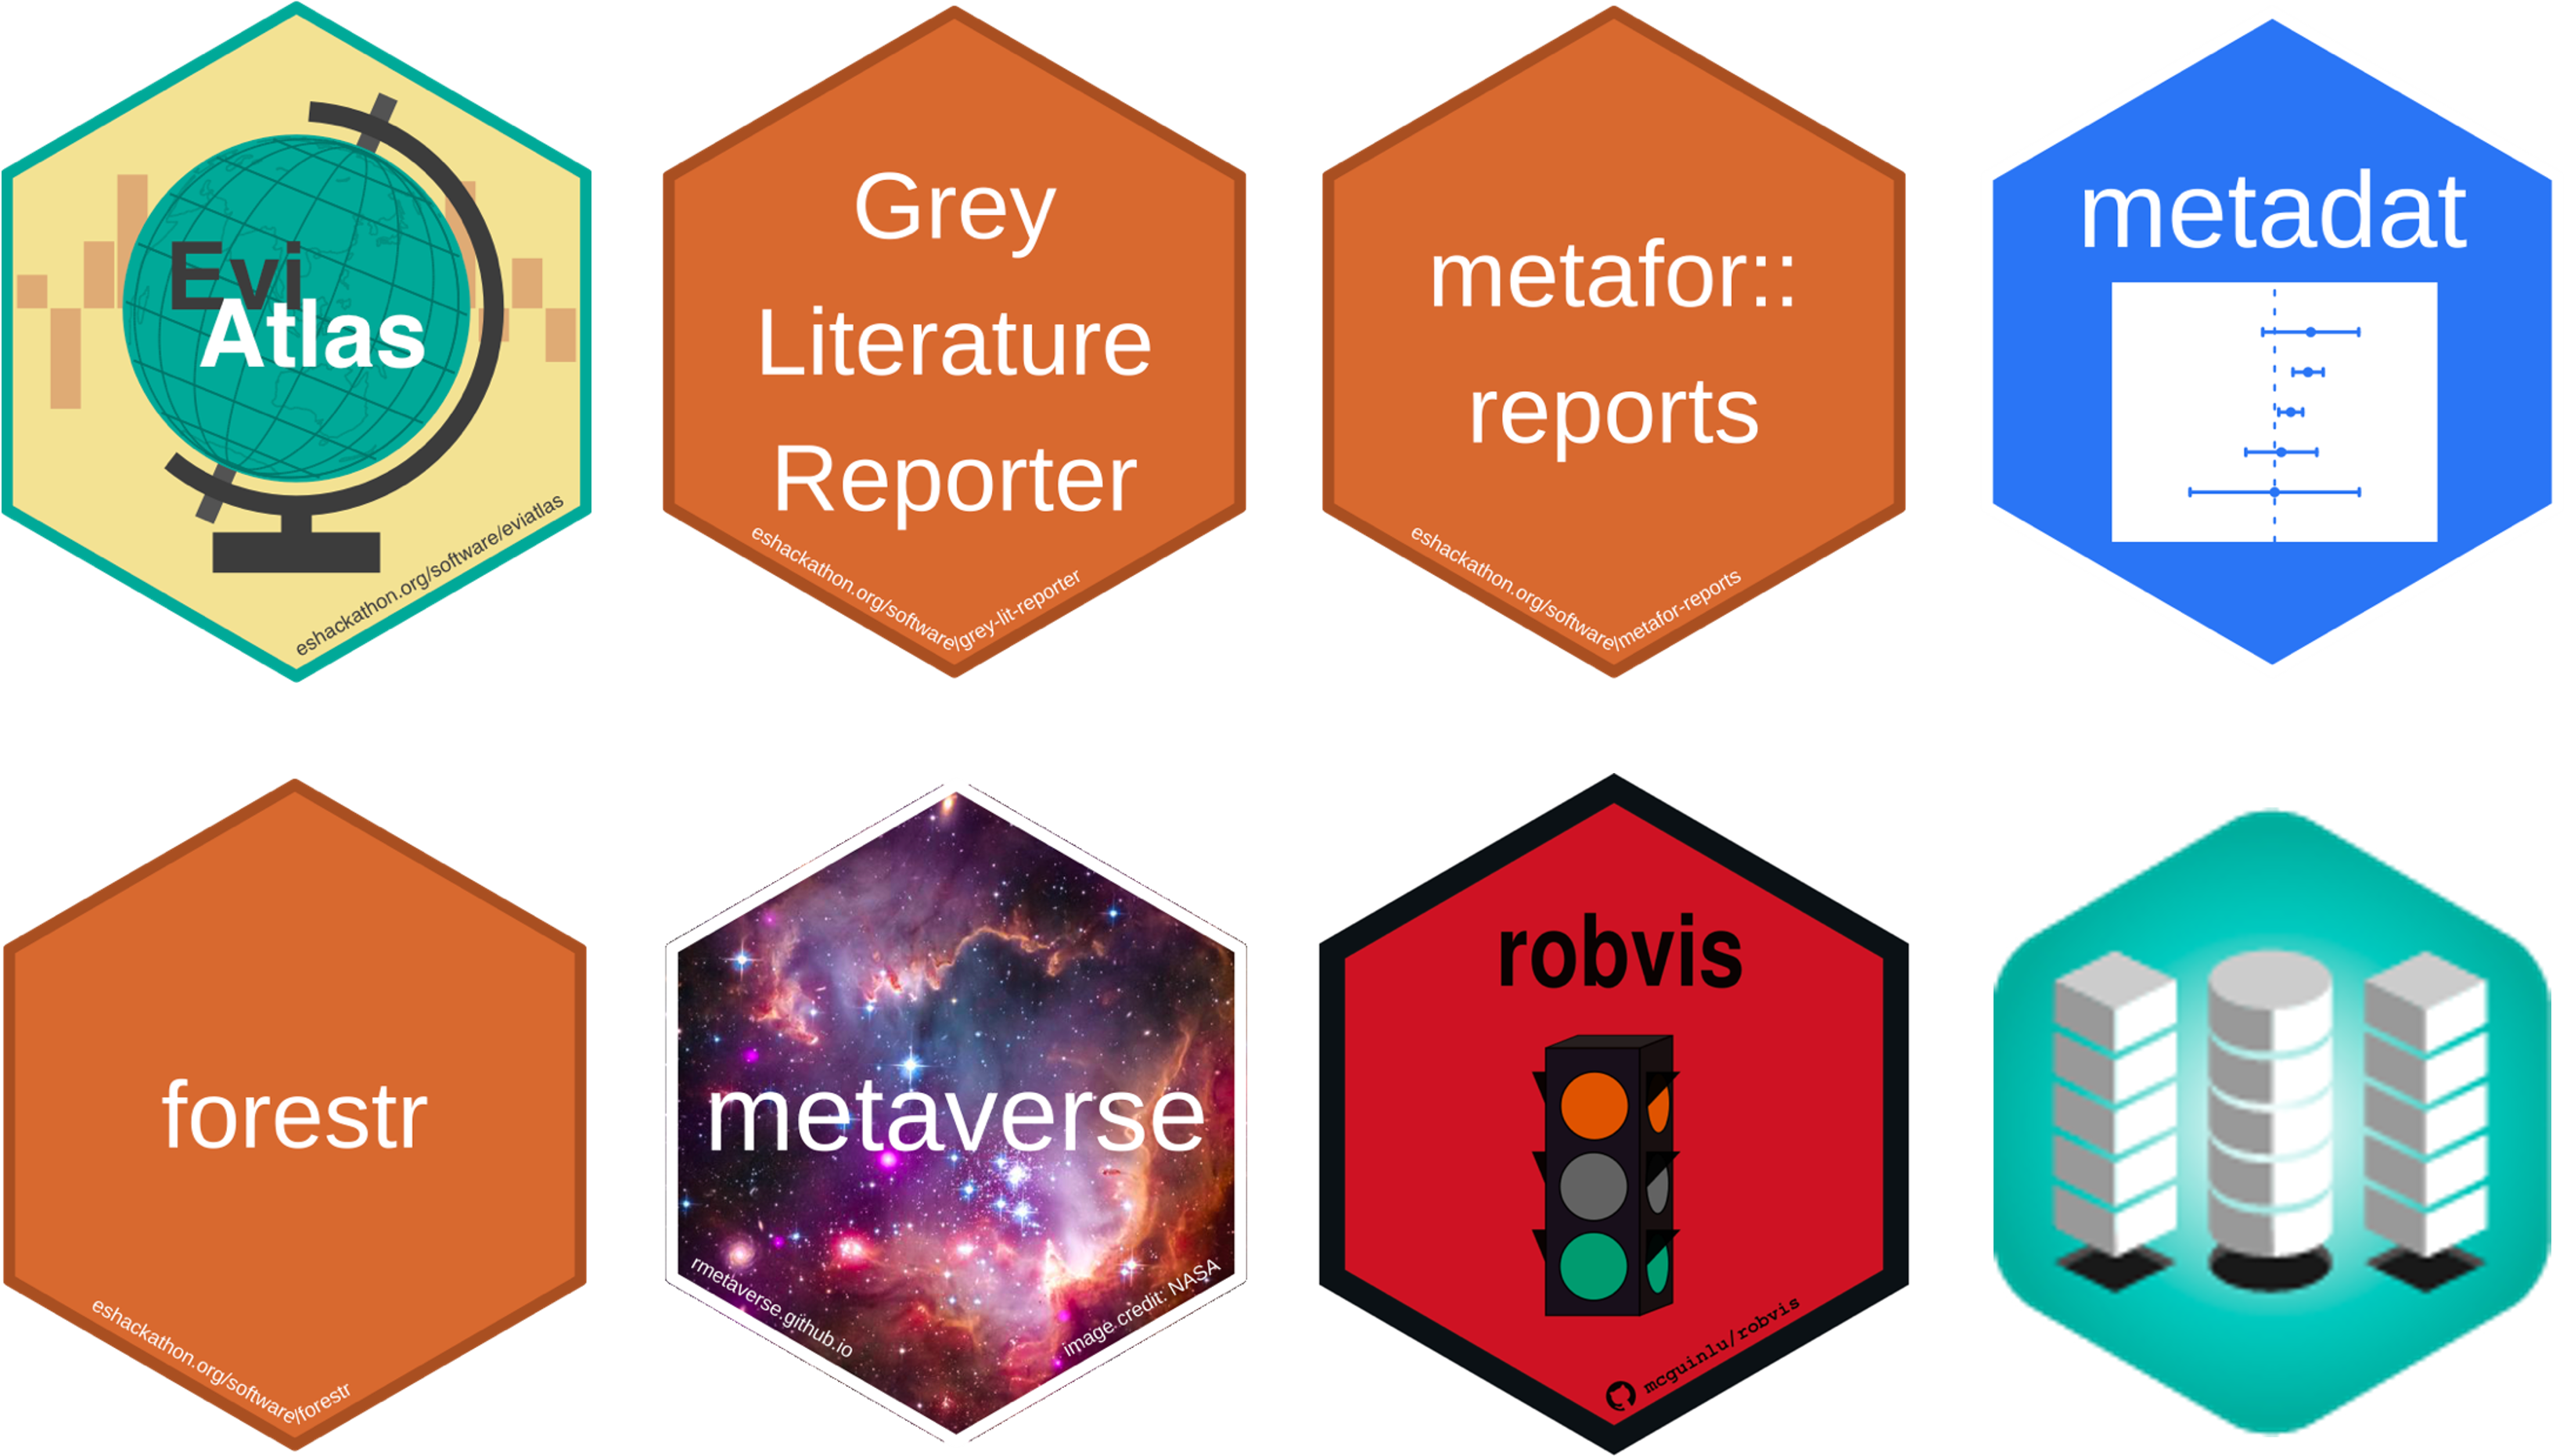 Evi
Atlas
eshackathon.org/software/eviatlas
Grey
Literature
Reporter
eshackathon.org/software/grey-lit-reporter
metafor::
reports
eshackathon.org/software/metafor-reports
metadat
forestr
eshackathon.org/software/forestr
metaverse
rmetaverse.github.io
image credit: NASA
robvis
mcguinlu/robvis